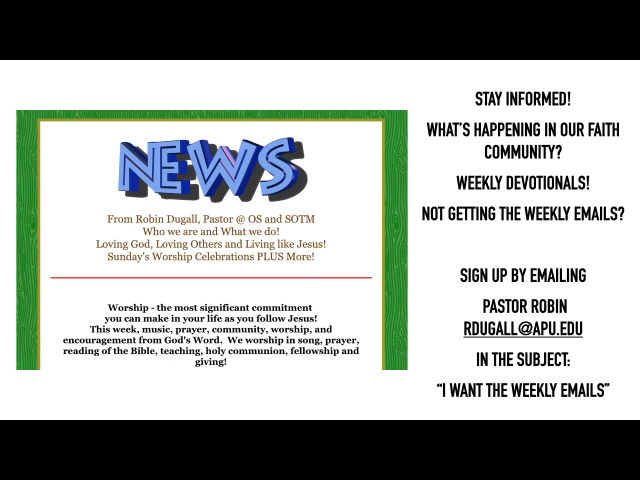 NEWS
From Robin Dugall, Pastor @ OS and SOTM
Who we are and What we do!
Loving God, Loving Others and Living like Jesus!
Sunday's Worship Celebrations PLUS More!
Worship - the most significant commitment
you can make in your life as you follow Jesus!
This week, music, prayer, community, worship, and
encouragement from God's Word. We worship in song, prayer,
reading of the Bible, teaching, holy communion, fellowship and
giving!
STAY INFORMED!
WHAT'S HAPPENING IN OUR FAITH
COMMUNITY?
WEEKLY DEVOTIONALS!
NOT GETTING THE WEEKLY EMAILS?
SIGN UP BY EMAILING
PASTOR ROBIN
RDUGALL@APU.EDU
IN THE SUBJECT:
“I WANT THE WEEKLY EMAILS”